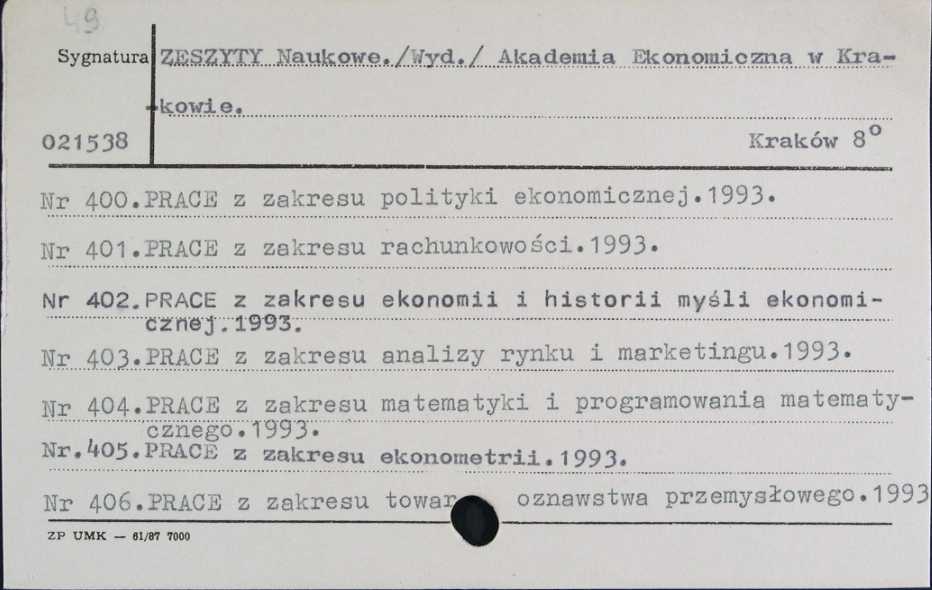 49
Sygnatura ZESZYTY Naukowe./Wyd./ Akademia Ekonomiczna w Kra-
kowie.
021538 Kraków 8°
Nr 400.PRACE z zakresu polityki ekonomicznej.1993.
Nr 401.PRACE z zakresu rachunkowości.1993.
Nr 402.PRACE z zakresu ekonomii i historii myśli ekonomi-
cznej.1993.
Nr 403.PRACE z zakresu analizy rynku i marketingu.1993.
Nr 404.PRACE z zakresu matematyki i programowania matematy-
cznego.1993.
Nr.405.PRACE z zakresu ekonometrii.1993.
Nr 406.PRACE z zakresu towar oznawstwa przemysłowego.1993
ZP UMK — 61/87 7000